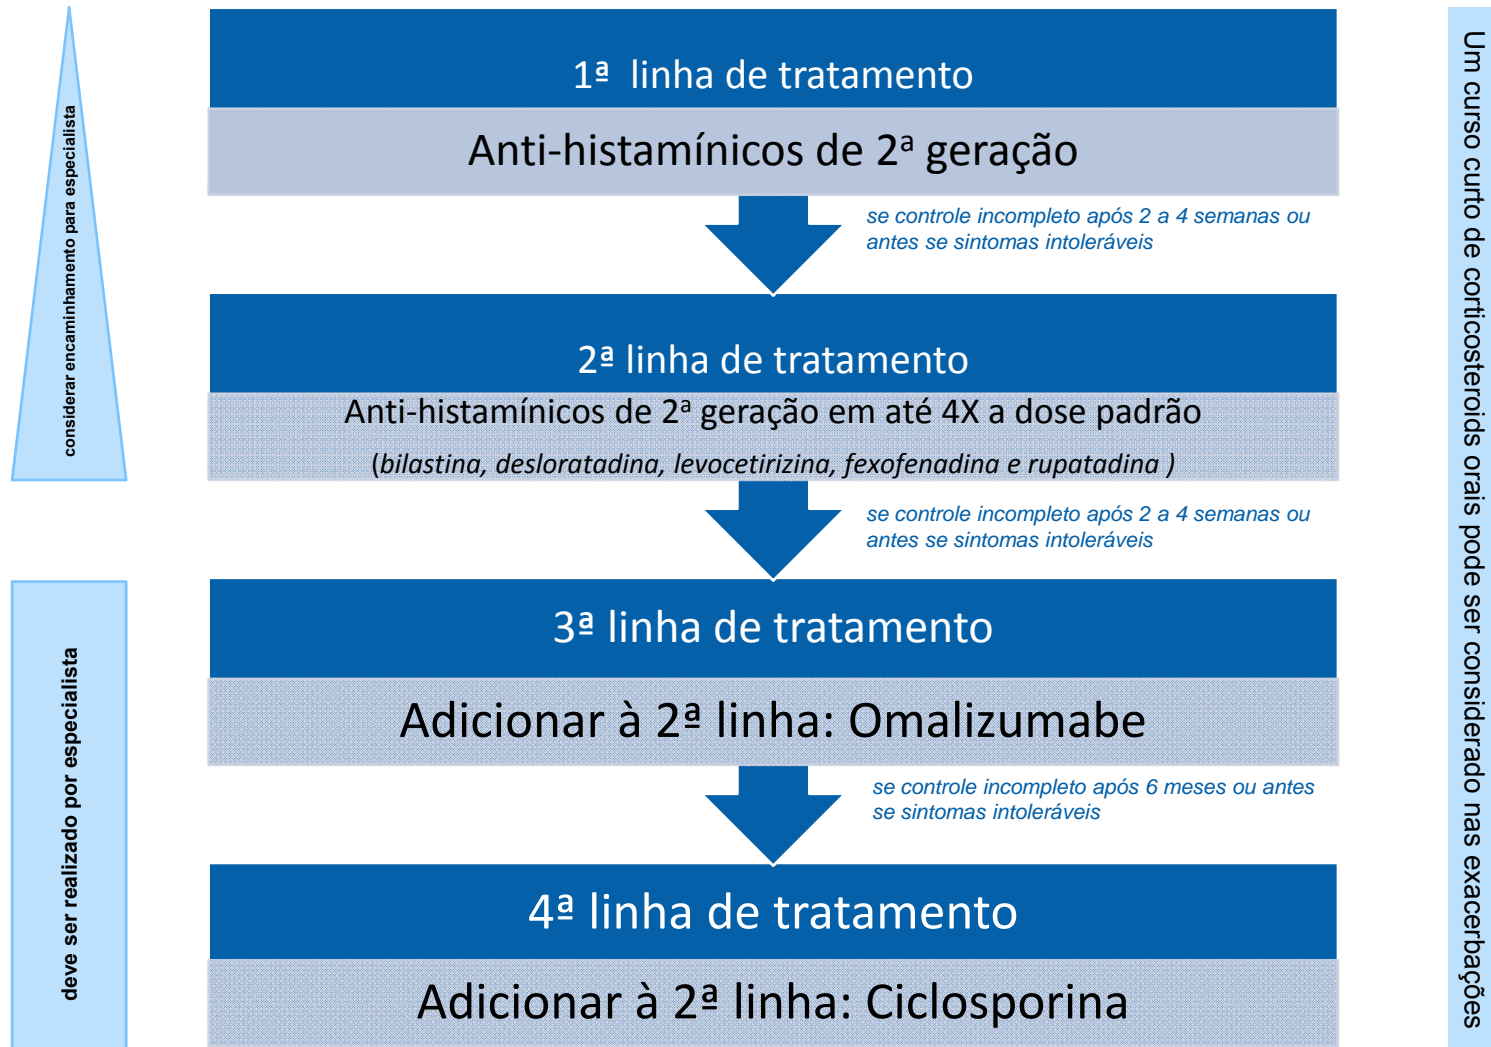 1ª linha de tratamento
Anti-histamínicos de 2ª geração
se controle incompleto após 2 a 4 semanas ou
antes se sintomas intoleráveis
considerar encaminhamento para especialista
2ª linha de tratamento
Anti-histamínicos de 2ª geração em até 4X a dose padrão
(bilastina, desloratadina, levocetirizina, fexofenadina e rupatadina )
se controle incompleto após 2 a 4 semanas ou
antes se sintomas intoleráveis
3ª linha de tratamento
Adicionar à 2ª linha: Omalizumabe
se controle incompleto após 6 meses ou antes
se sintomas intoleráveis
deve ser realizado por especialista
4ª linha de tratamento
Adicionar à 2ª linha: Ciclosporina
Um curso curto de corticosteroids orais pode ser considerado nas exacerbações